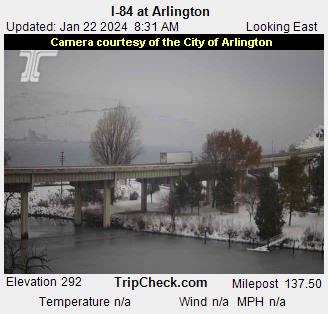 I-84 at Arlington
Updated: Jan 22 2024 8:31 AM Looking East
Camera courtesy of the City of Arlington
Elevation 292 TripCheck.com Milepost 137.50
Temperature n/a Wind n/a MPH n/a